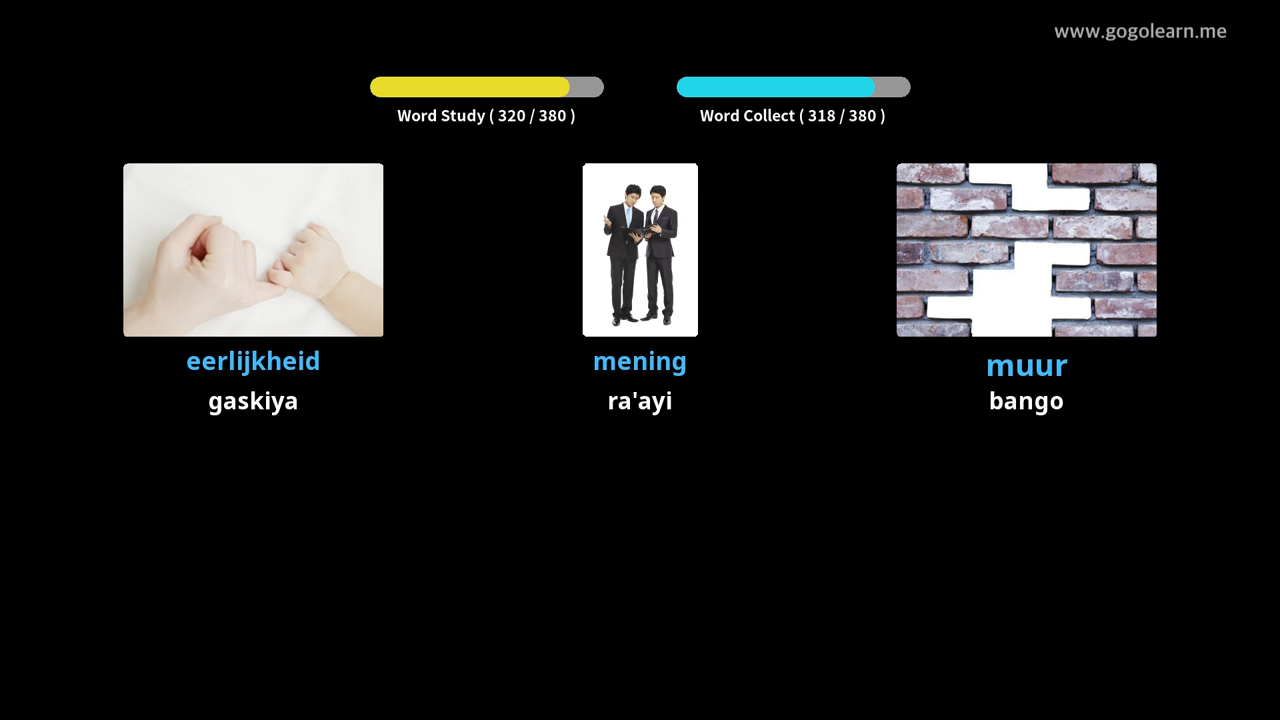 www.gogolearn.me
Word Study ( 320 / 380 )
Word Collect ( 318 / 380 )
eerlijkheid
gaskiya
mening
ra'ayi
muur
bango